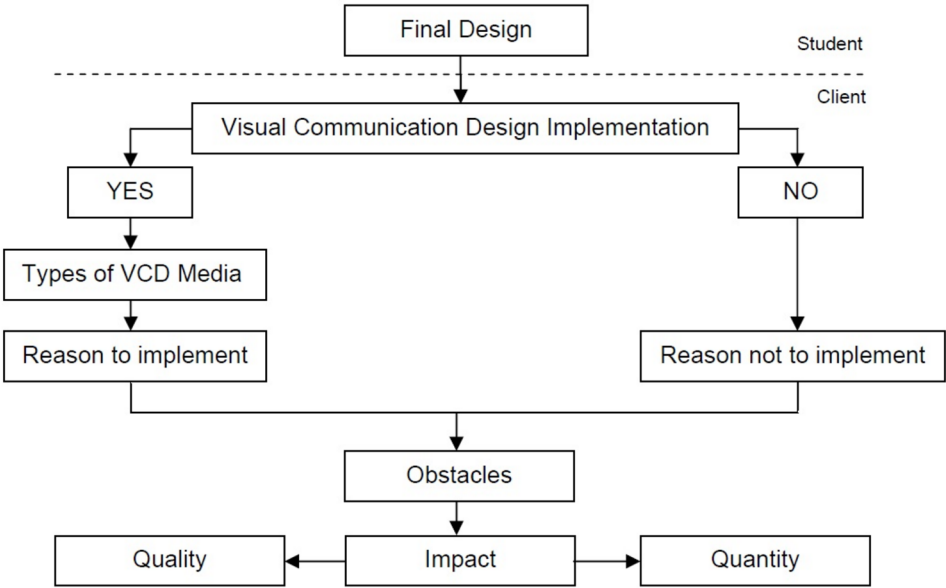 Final Design
Student
Client
Visual Communication Design Implementation
YES
NO
Types of VCD Media
Reason to implement
Reason not to implement
Obstacles
Quality
Impact
Quantity